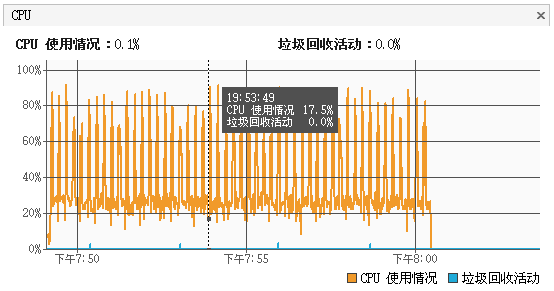 CPU
CPU 使用情况：0.1%
垃圾回收活动：0.0%
100%
80%
60%
40%
20%
0%
19:53:49
CPU 使用情况 17.5%
垃圾回收活动 0.0%
下午7:50
下午7:55
下午8:00
CPU 使用情况
垃圾回收活动